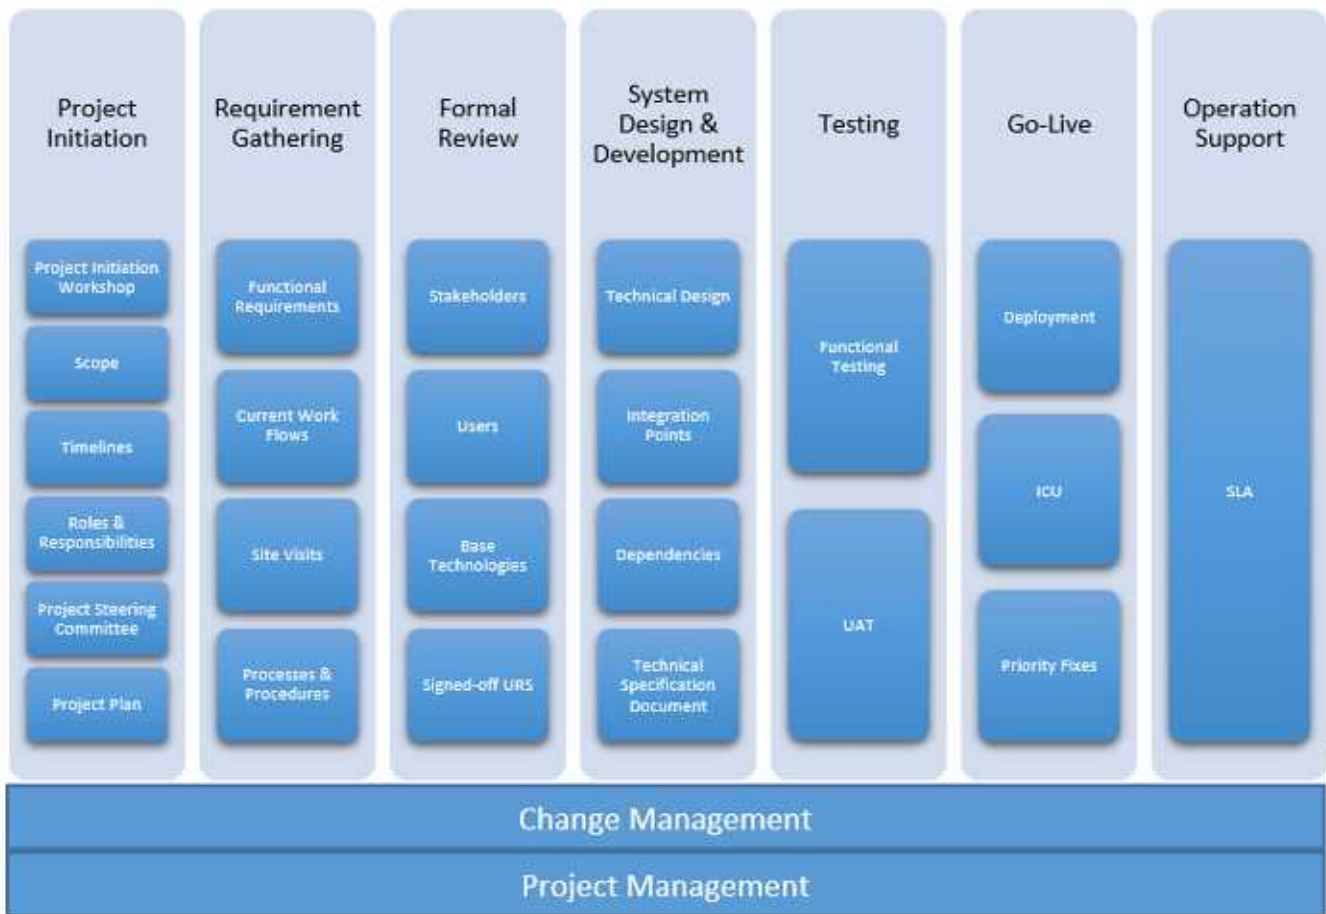 Project
Initiation
Project Initiation
Workshop
Scope
Timelines
Roles &
Responsibilities
Project Steering
Committee
Project Plan
Requirement
Gathering
Functional
Requirements
Current Work
Flows
Site Visits
Processes &
Procedures
Formal
Review
Stakeholders
Users
Base
Technologies
Signed-off URS
System
Design &
Development
Technical Design
Integration
Points
Dependencies
Technical
Specification
Document
Testing
Functional
Testing
UAT
Go-Live
Deployment
ICU
Priority Fixes
Operation
Support
SLA
Change Management
Project Management